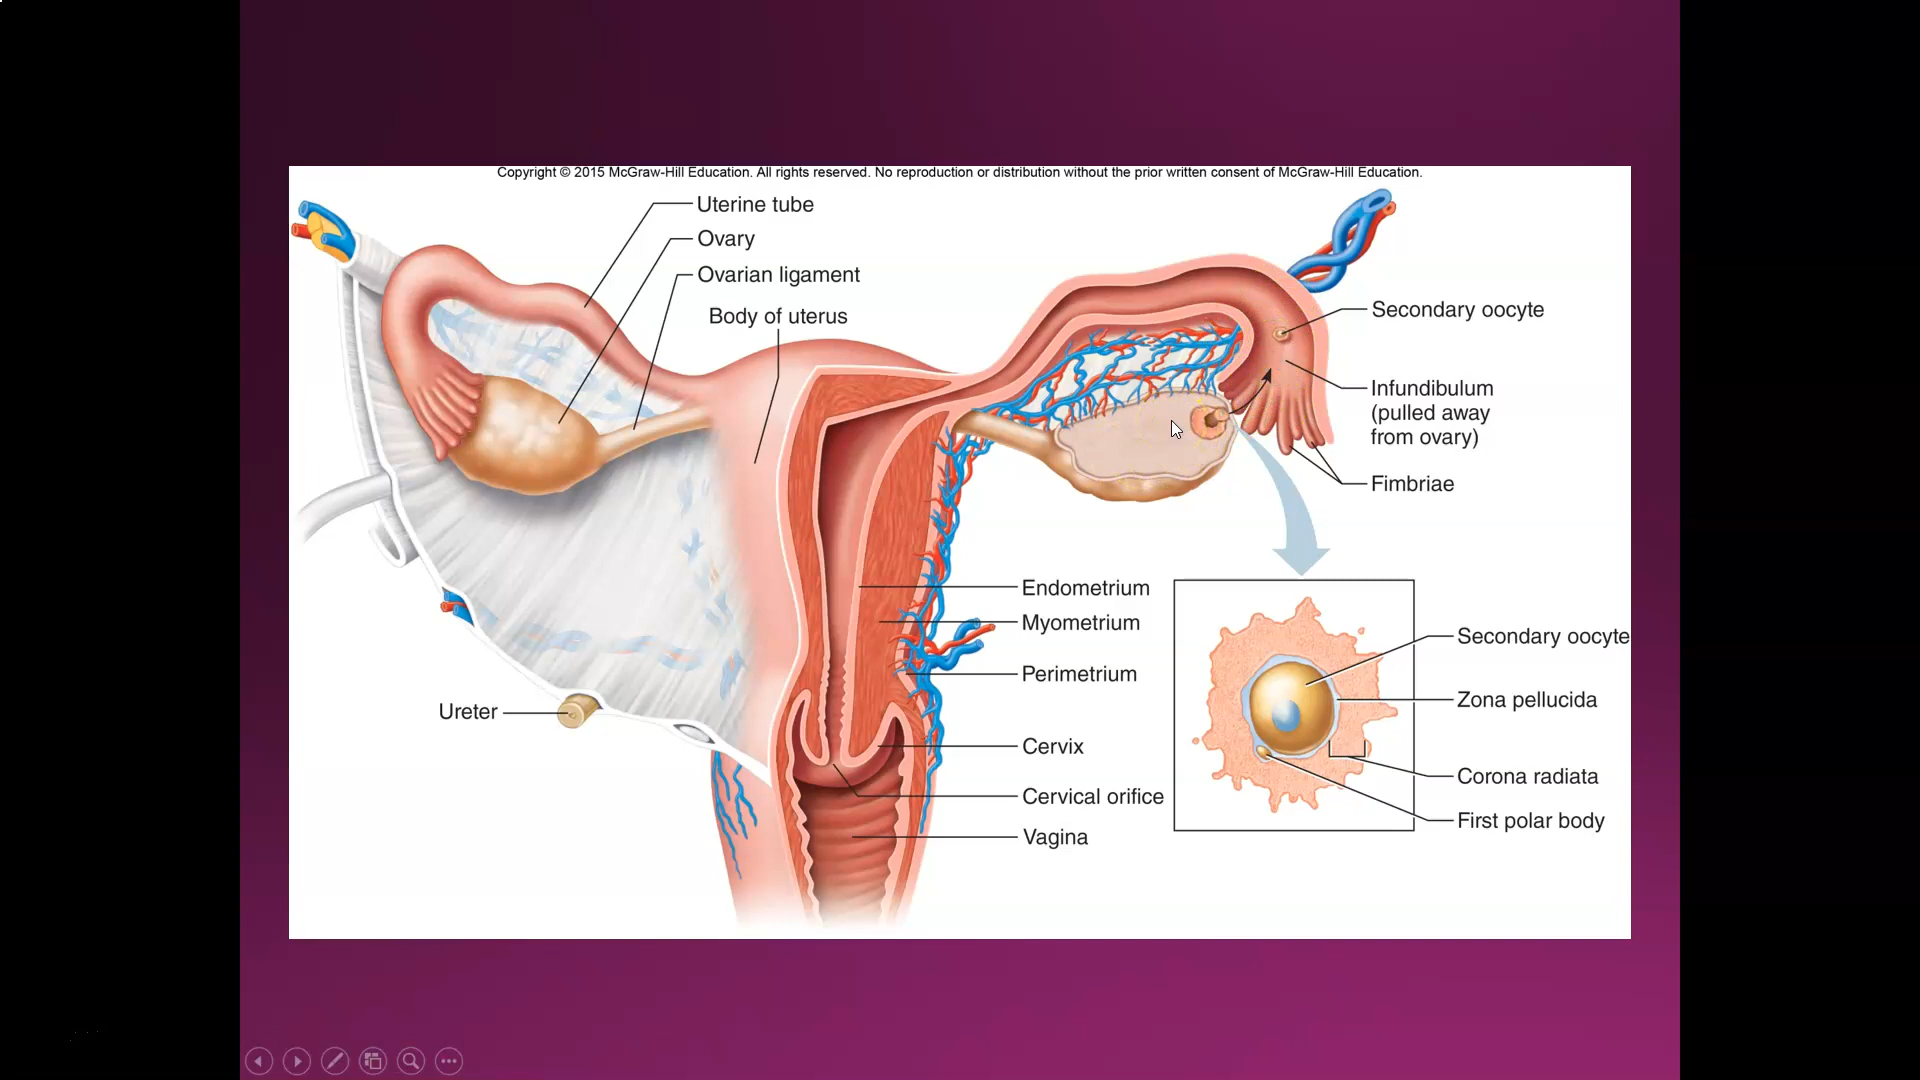 Copyright © 2015 McGraw-Hill Education. All rights reserved. No reproduction or distribution without the prior written consent of McGraw-Hill Education.
Uterine tube
Ovary
Ovarian ligament
Body of uterus
Secondary oocyte
Infundibulum
(pulled away
from ovary)
Fimbriae
Endometrium
Myometrium
Perimetrium
Ureter
Cervix
Cervical orifice
Vagina
Secondary oocyte
Zona pellucida
Corona radiata
First polar body